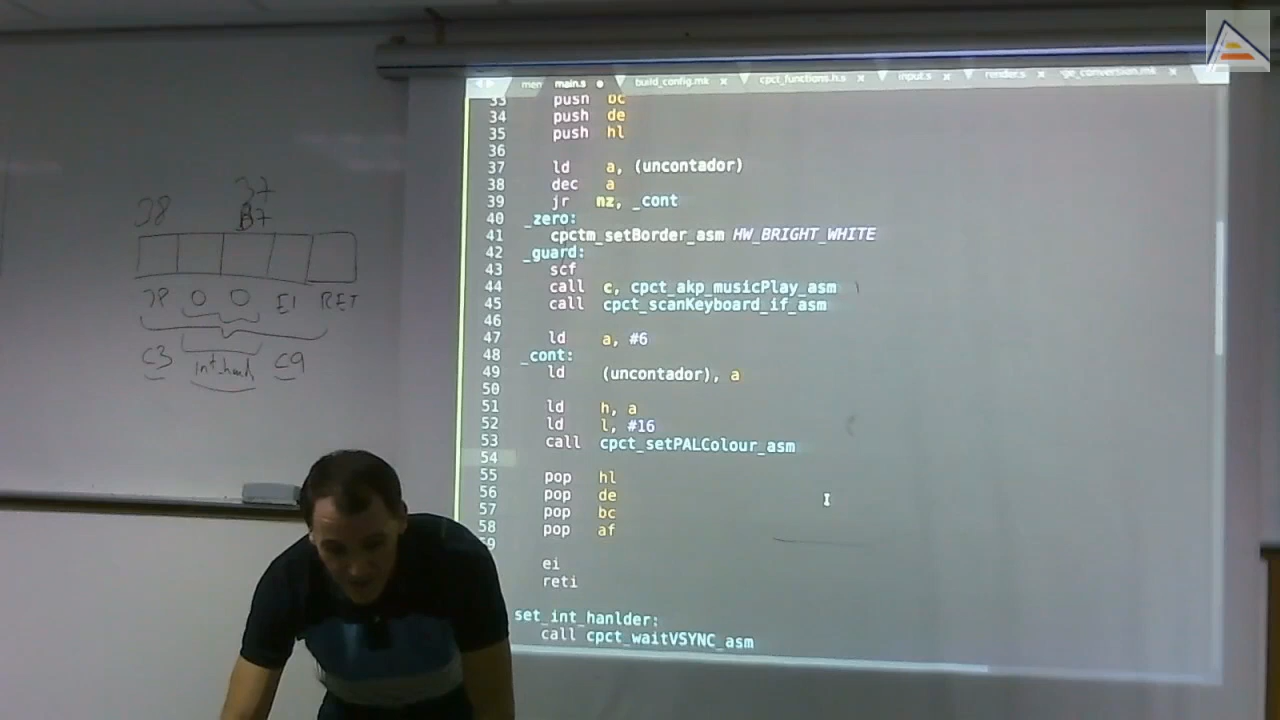 38
37
B7
JP 0 0 EI RET
C3 int_hand C9
men main.s build_config.mk × cpct_functions.h.s × input.s × render.s ×
33 push bc
34 push de
35 push hl
36
37 ld a, (uncontador)
38 dec a
39 jr nz, _cont
40 _zero:
41 cpctm_setBorder_asm HW_BRIGHT_WHITE
42 _guard:
43 scf
44 call c, cpct_akp_musicPlay_asm
45 call cpct_scanKeyboard_if_asm
46
47 ld a, #6
48 _cont:
49 ld (uncontador), a
50
51 ld h, a
52 ld l, #16
53 call cpct_setPALColour_asm
54
55 pop hl
56 pop de
57 pop bc
58 pop af
59
ei
reti
set_int_hanlder:
call cpct_waitVSYNC_asm